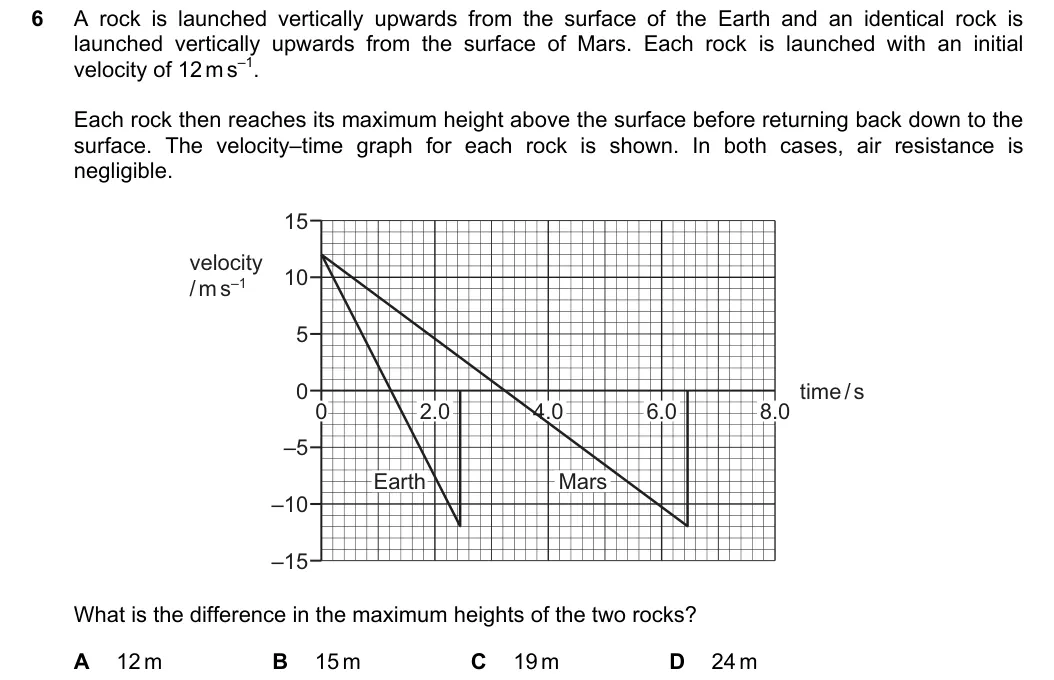 6 A rock is launched vertically upwards from the surface of the Earth and an identical rock is
launched vertically upwards from the surface of Mars. Each rock is launched with an initial
velocity of 12 m s⁻¹.
Each rock then reaches its maximum height above the surface before returning back down to the
surface. The velocity–time graph for each rock is shown. In both cases, air resistance is
negligible.
15
velocity
/ m s⁻¹
10
5
0
0 2.0 4.0 6.0 8.0 time / s
–5
Earth Mars
–10
–15
What is the difference in the maximum heights of the two rocks?
A 12 m B 15 m C 19 m D 24 m